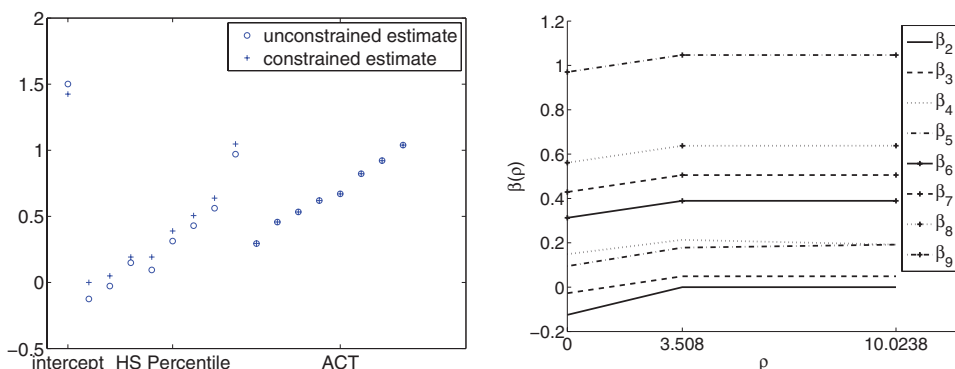 2
1.5
1
0.5
0
−0.5
unconstrained estimate
constrained estimate
intercept
HS Percentile
ACT
1.2
1
0.8
0.6
0.4
0.2
0
−0.2
β(ρ)
0
3.508
10.0238
ρ
β2
β3
β4
β5
β6
β7
β8
β9